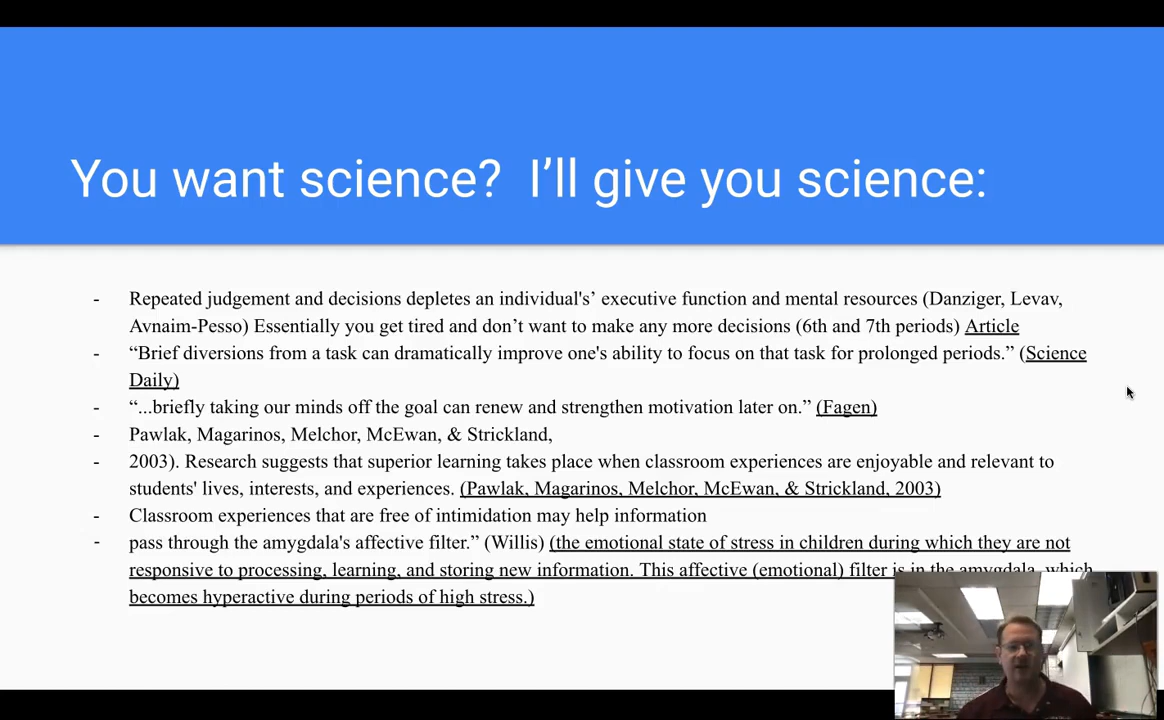 You want science?  I’ll give you science:
- Repeated judgement and decisions depletes an individual's’ executive function and mental resources (Danziger, Levav,
Avnaim-Pesso) Essentially you get tired and don’t want to make any more decisions (6th and 7th periods) Article
- “Brief diversions from a task can dramatically improve one's ability to focus on that task for prolonged periods.” (Science
Daily)
- “...briefly taking our minds off the goal can renew and strengthen motivation later on.” (Fagen)
- Pawlak, Magarinos, Melchor, McEwan, & Strickland,
- 2003). Research suggests that superior learning takes place when classroom experiences are enjoyable and relevant to
students' lives, interests, and experiences. (Pawlak, Magarinos, Melchor, McEwan, & Strickland, 2003)
- Classroom experiences that are free of intimidation may help information
- pass through the amygdala's affective filter.” (Willis) (the emotional state of stress in children during which they are not
responsive to processing, learning, and storing new information. This affective (emotional) filter is in the amygdala, which
becomes hyperactive during periods of high stress.)